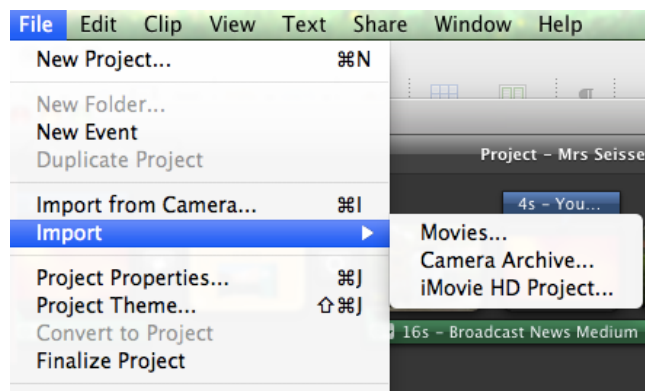 File Edit Clip View Text Share Window Help
New Project... ⌘N
New Folder...
New Event
Duplicate Project
Project - Mrs Seisse
Import from Camera... ⌘I
4s - You...
Import ▶
Movies...
Camera Archive...
iMovie HD Project...
Project Properties... ⌘J
Project Theme... ⇧⌘J
Convert to Project
16s - Broadcast News Medium
Finalize Project